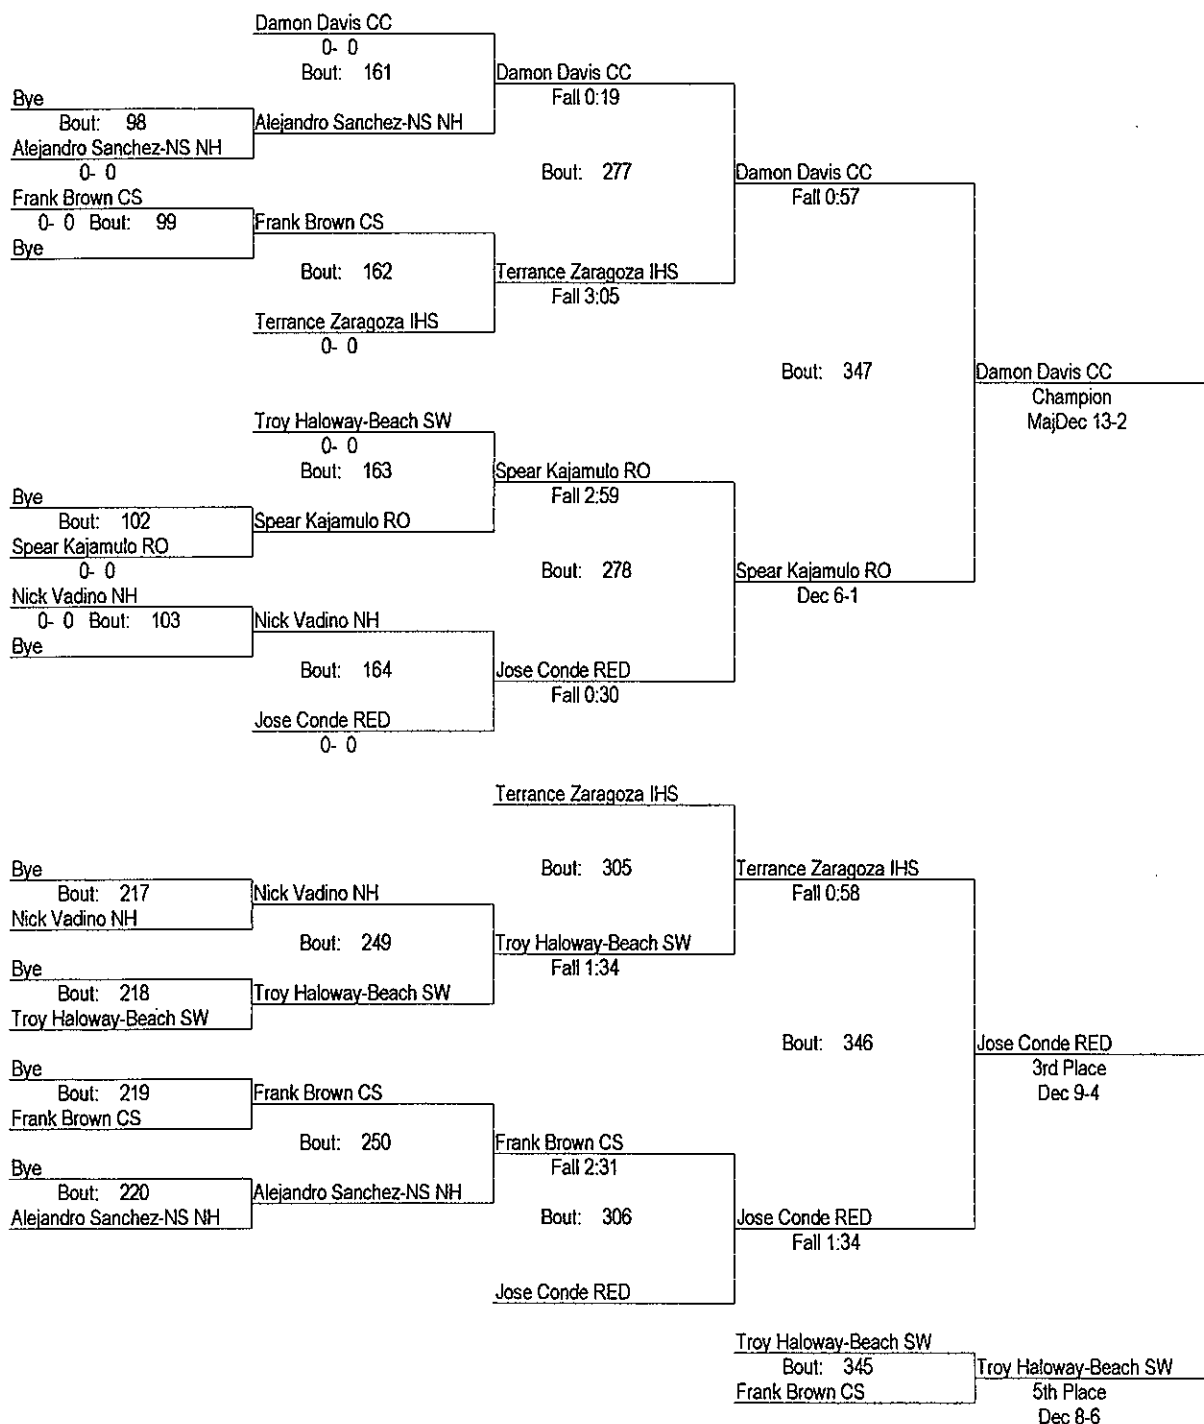 Damon Davis CC
0- 0
Bout: 161
Damon Davis CC
Fall 0:19
Bye
Bout: 98
Alejandro Sanchez-NS NH
Alejandro Sanchez-NS NH
0- 0
Bout: 277
Damon Davis CC
Fall 0:57
Frank Brown CS
0- 0 Bout: 99
Frank Brown CS
Bye
Bout: 162
Terrance Zaragoza IHS
Fall 3:05
Terrance Zaragoza IHS
0- 0
Bout: 347
Damon Davis CC
Champion
MajDec 13-2
Troy Haloway-Beach SW
0- 0
Bout: 163
Spear Kajamulo RO
Fall 2:59
Bye
Bout: 102
Spear Kajamulo RO
Spear Kajamulo RO
0- 0
Bout: 278
Spear Kajamulo RO
Dec 6-1
Nick Vadino NH
0- 0 Bout: 103
Nick Vadino NH
Bye
Bout: 164
Jose Conde RED
Fall 0:30
Jose Conde RED
0- 0
Terrance Zaragoza IHS
Bout: 305
Terrance Zaragoza IHS
Fall 0:58
Bye
Bout: 217
Nick Vadino NH
Nick Vadino NH
Bout: 249
Troy Haloway-Beach SW
Fall 1:34
Bye
Bout: 218
Troy Haloway-Beach SW
Troy Haloway-Beach SW
Bout: 346
Jose Conde RED
3rd Place
Dec 9-4
Bye
Bout: 219
Frank Brown CS
Frank Brown CS
Bout: 250
Frank Brown CS
Fall 2:31
Bye
Bout: 220
Alejandro Sanchez-NS NH
Alejandro Sanchez-NS NH
Bout: 306
Jose Conde RED
Fall 1:34
Jose Conde RED
Troy Haloway-Beach SW
Bout: 345
Troy Haloway-Beach SW
Frank Brown CS
5th Place
Dec 8-6